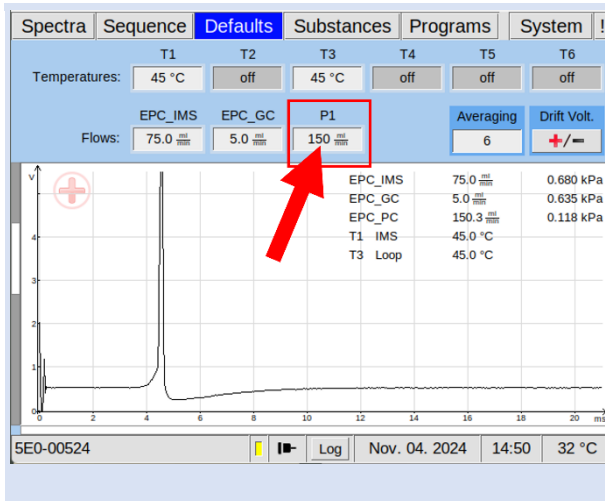 Spectra Sequence Defaults Substances Programs System !
T1 T2 T3 T4 T5 T6
Temperatures: 45 °C off 45 °C off off off
EPC_IMS EPC_GC P1 Averaging Drift Volt.
Flows: 75.0 ml/min 5.0 ml/min 150 ml/min 6 +/-
V
EPC_IMS 75.0 ml/min 0.680 kPa
EPC_GC 5.0 ml/min 0.635 kPa
EPC_PC 150.3 ml/min 0.118 kPa
T1 IMS 45.0 °C
T3 Loop 45.0 °C
4
3
2
1
0
0 2 4 6 8 10 12 14 16 18 20 ms
5E0-00524 Log Nov. 04. 2024 14:50 32 °C